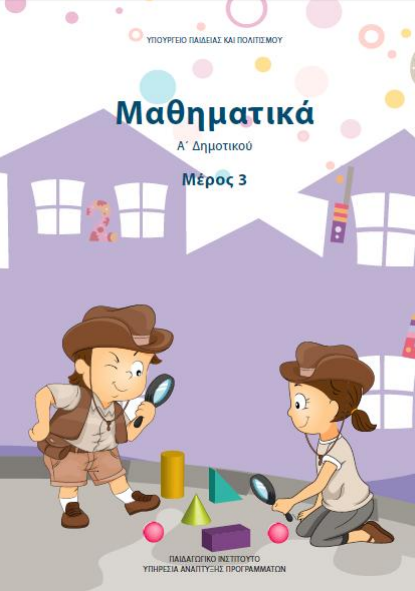 ΥΠΟΥΡΓΕΙΟ ΠΑΙΔΕΙΑΣ ΚΑΙ ΠΟΛΙΤΙΣΜΟΥ
Μαθηματικά
Α΄ Δημοτικού
Μέρος 3
ΠΑΙΔΑΓΩΓΙΚΟ ΙΝΣΤΙΤΟΥΤΟ
ΥΠΗΡΕΣΙΑ ΑΝΑΠΤΥΞΗΣ ΠΡΟΓΡΑΜΜΑΤΩΝ